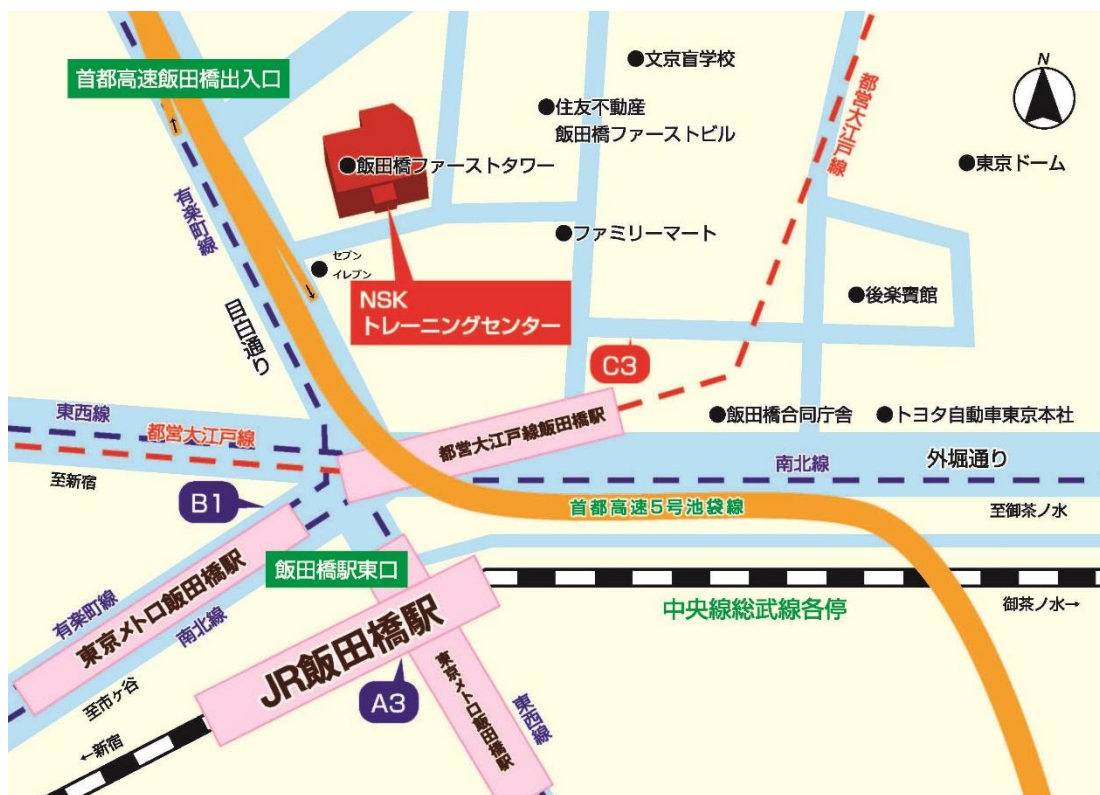 首都高速飯田橋出入口
●文京盲学校
N
●住友不動産
飯田橋ファーストビル
都営大江戸線
●飯田橋ファーストタワー
●東京ドーム
有楽町線
●ファミリーマート
セブン
イレブン
NSK
トレーニングセンター
●後楽賓館
目白通り
C3
東西線
都営大江戸線
都営大江戸線飯田橋駅
●飯田橋合同庁舎
●トヨタ自動車東京本社
至新宿
南北線
外堀通り
B1
首都高速5号池袋線
至御茶ノ水
飯田橋駅東口
東京メトロ飯田橋駅
有楽町線
南北線
中央線総武線各停
御茶ノ水→
JR飯田橋駅
至市ヶ谷
A3
東京メトロ飯田橋駅
東西線
←新宿